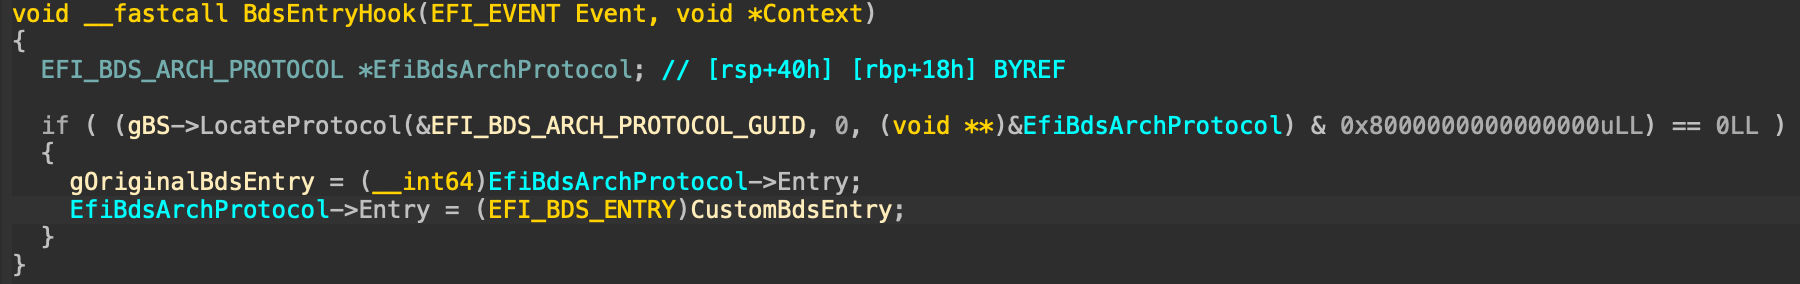 void __fastcall BdsEntryHook(EFI_EVENT Event, void *Context)
{
  EFI_BDS_ARCH_PROTOCOL *EfiBdsArchProtocol; // [rsp+40h] [rbp+18h] BYREF

  if ( (gBS->LocateProtocol(&EFI_BDS_ARCH_PROTOCOL_GUID, 0, (void **)&EfiBdsArchProtocol) & 0x8000000000000000uLL) == 0LL )
  {
    gOriginalBdsEntry = (__int64)EfiBdsArchProtocol->Entry;
    EfiBdsArchProtocol->Entry = (EFI_BDS_ENTRY)CustomBdsEntry;
  }
}